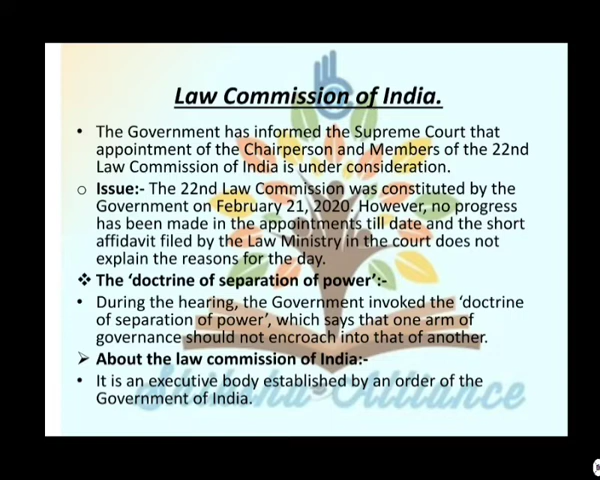 Law Commission of India.
• The Government has informed the Supreme Court that
appointment of the Chairperson and Members of the 22nd
Law Commission of India is under consideration.
o Issue:- The 22nd Law Commission was constituted by the
Government on February 21, 2020. However, no progress
has been made in the appointments till date and the short
affidavit filed by the Law Ministry in the court does not
explain the reasons for the day.
❖ The ‘doctrine of separation of power’:-
• During the hearing, the Government invoked the ‘doctrine
of separation of power’, which says that one arm of
governance should not encroach into that of another.
➢ About the law commission of India:-
• It is an executive body established by an order of the
Government of India.
Alliance